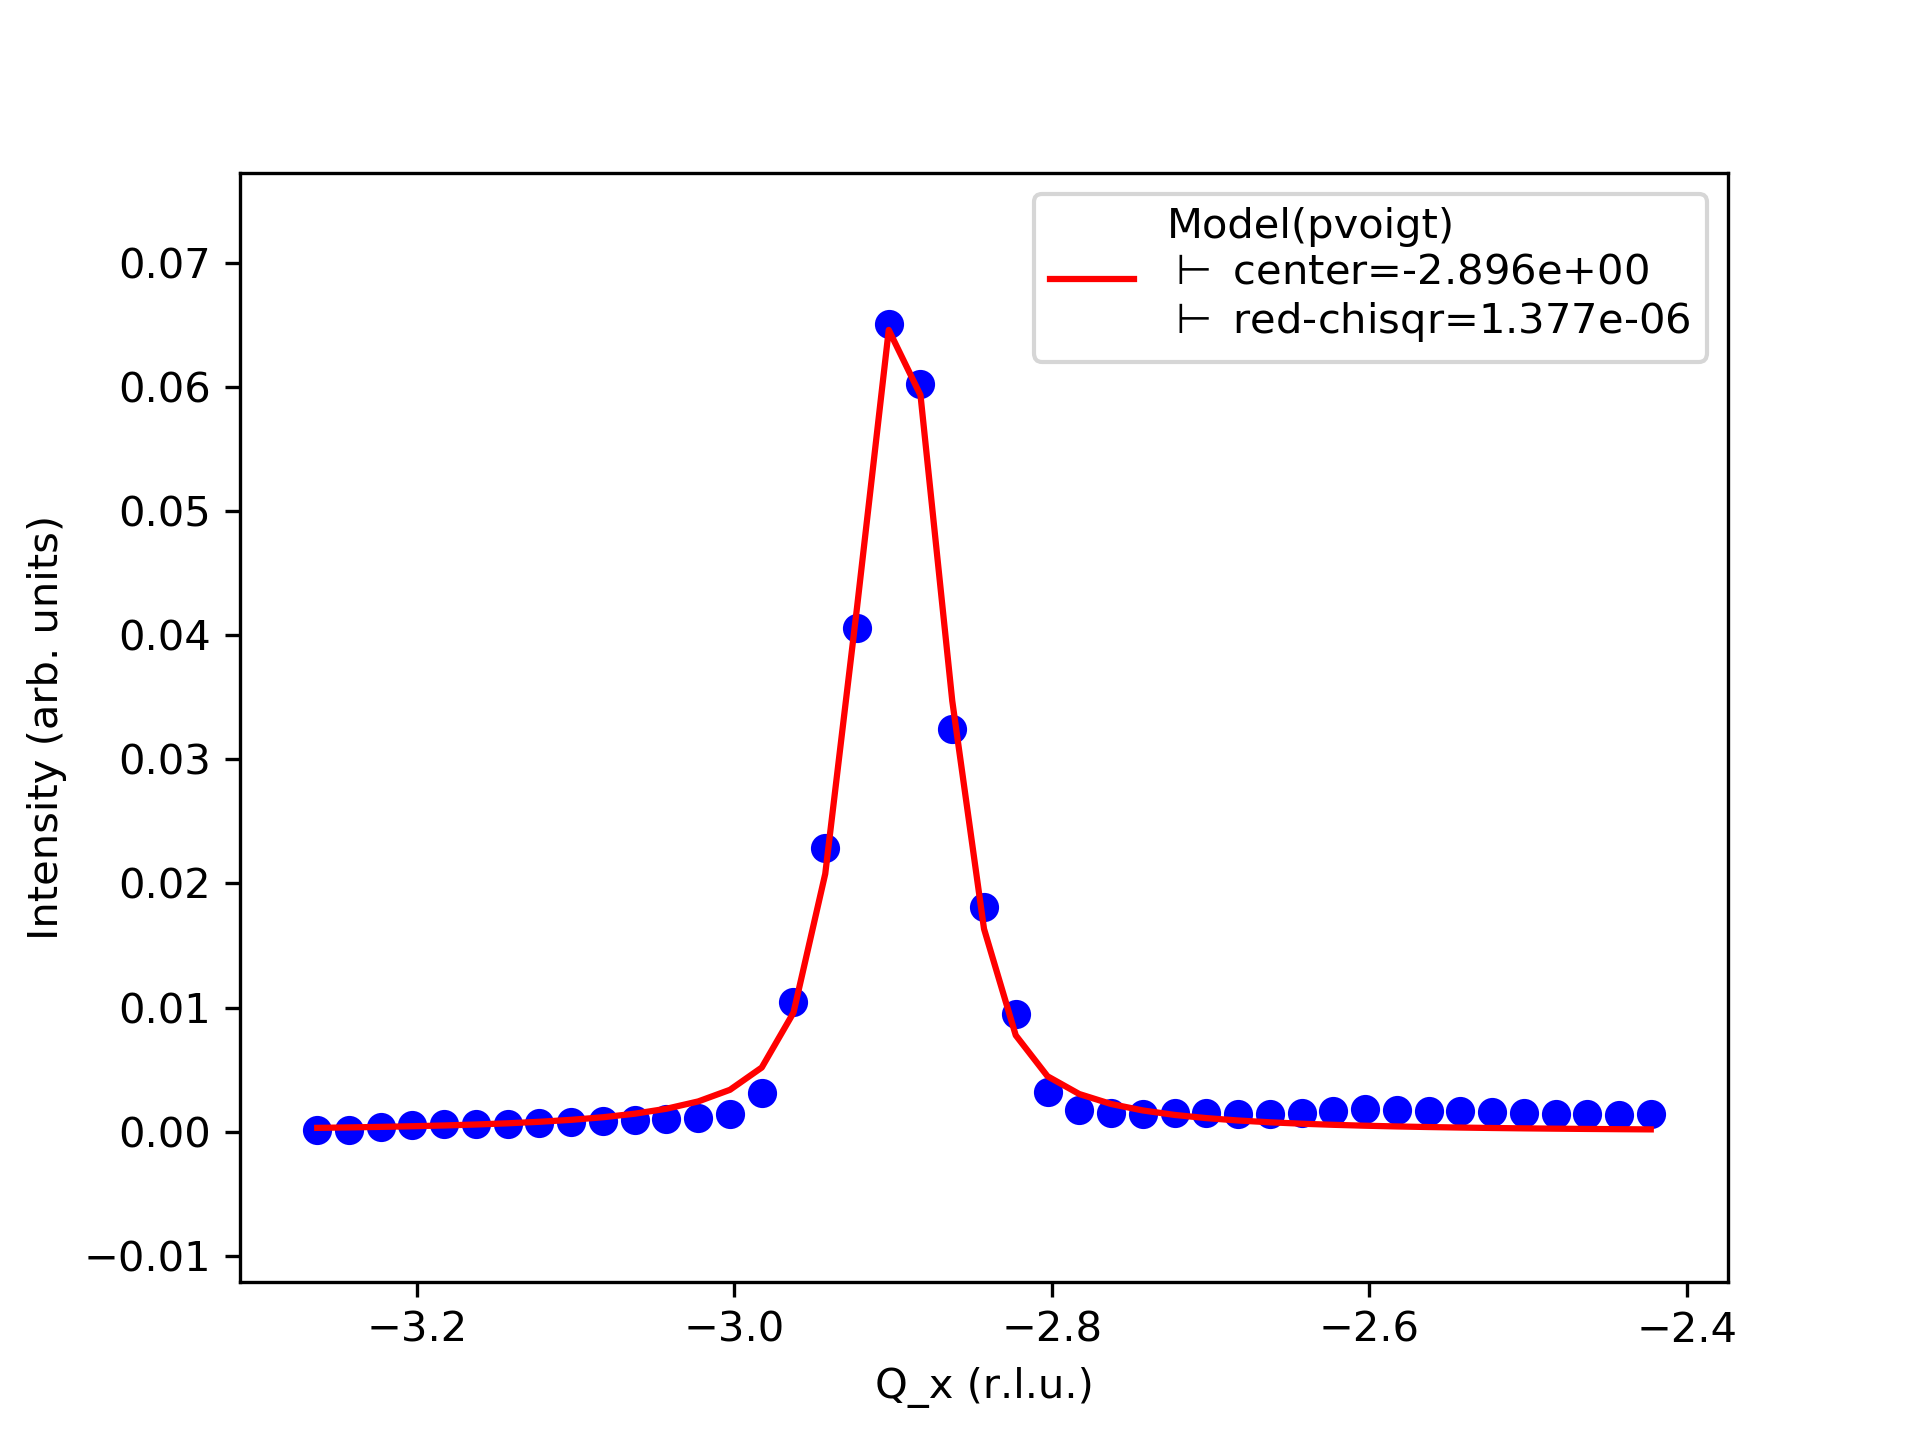 Model(pvoigt)
⊢ center=-2.896e+00
⊢ red-chisqr=1.377e-06
0.07
0.06
0.05
0.04
0.03
0.02
0.01
0.00
−0.01
Intensity (arb. units)
−3.2 −3.0 −2.8 −2.6 −2.4
Q_x (r.l.u.)